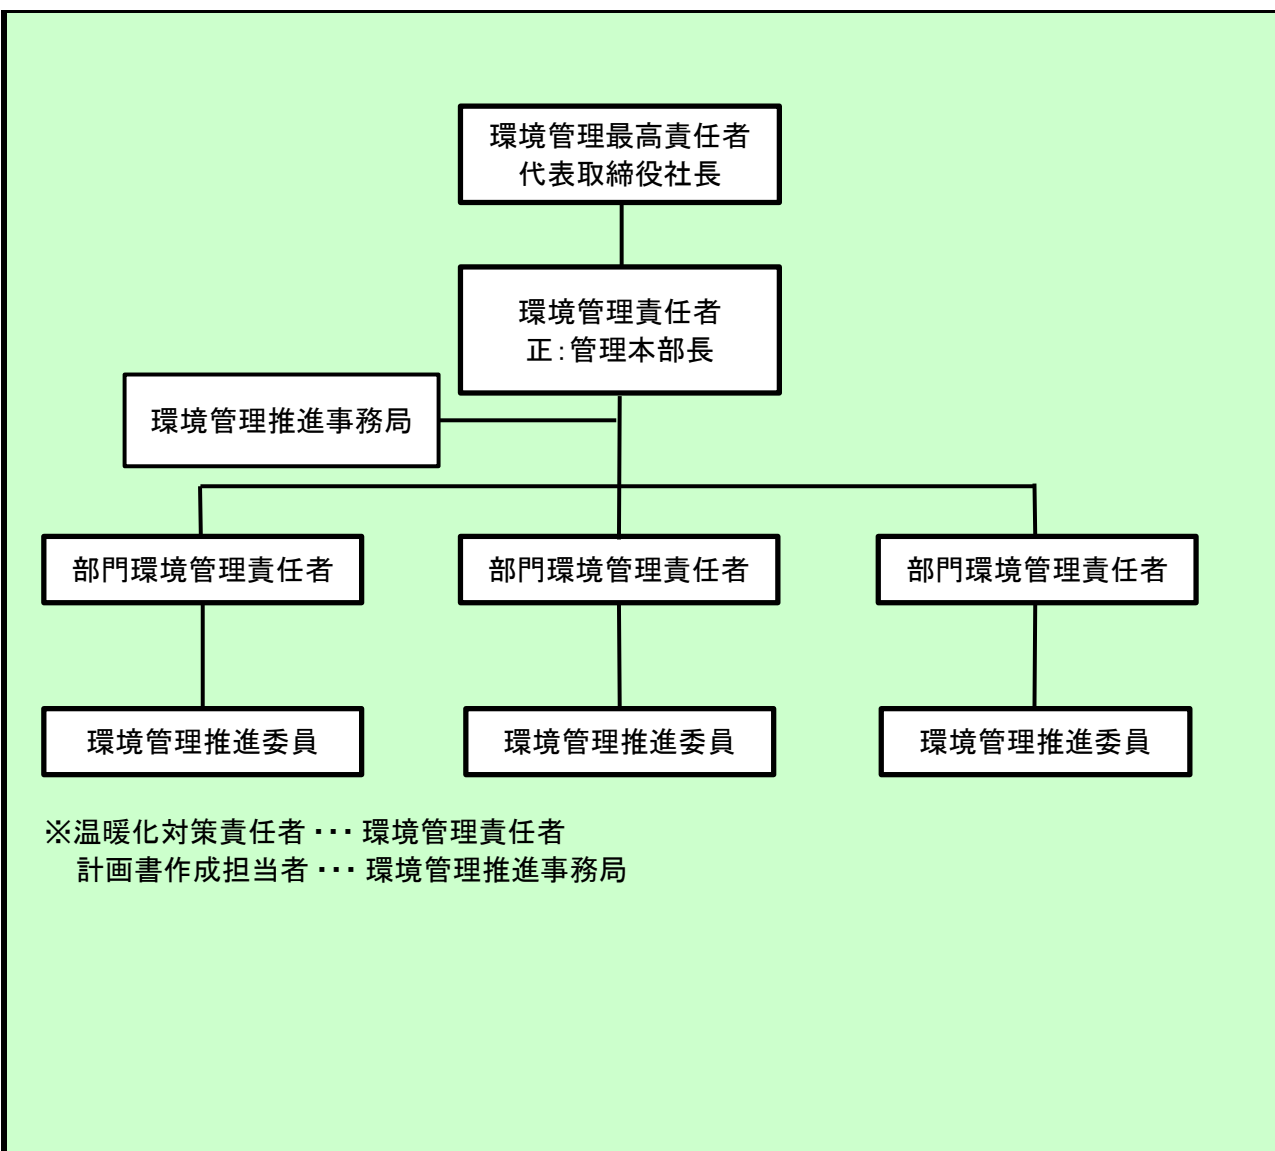 環境管理最高責任者
代表取締役社長
環境管理責任者
正：管理本部長
環境管理推進事務局
部門環境管理責任者
部門環境管理責任者
部門環境管理責任者
環境管理推進委員
環境管理推進委員
環境管理推進委員
※温暖化対策責任者・・・環境管理責任者
計画書作成担当者・・・環境管理推進事務局